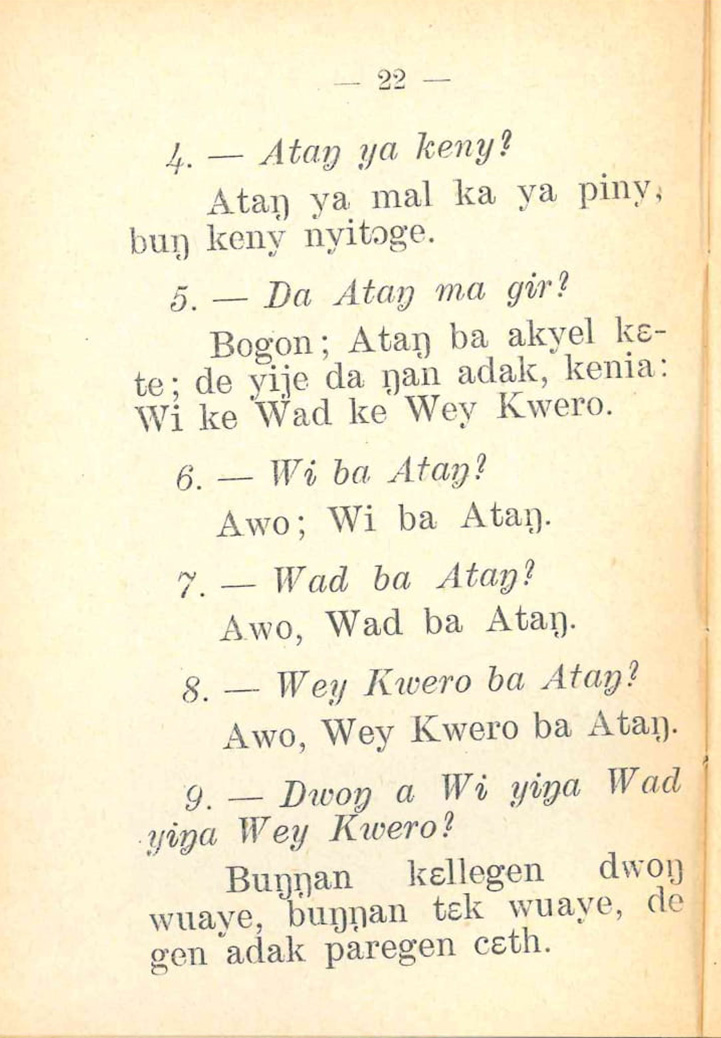 — 22 —
4. — Ataŋ ya keny?
Ataŋ ya mal ka ya piny,
buŋ keny nyitɔge.
5. — Da Ataŋ ma gir?
Bogon; Ataŋ ba akyel kɛ-
te; de yije da ŋan adak, kenia:
Wi ke Wad ke Wey Kwero.
6. — Wi ba Ataŋ?
Awo; Wi ba Ataŋ.
7. — Wad ba Ataŋ?
Awo, Wad ba Ataŋ.
8. — Wey Kwero ba Ataŋ?
Awo, Wey Kwero ba Ataŋ.
9. — Dwoŋ a Wi yiŋa Wad
yiŋa Wey Kwero?
Buŋŋan kɛllegen dwoŋ
wuaye, buŋŋan tɛk wuaye, de
gen adak paregen cɛth.